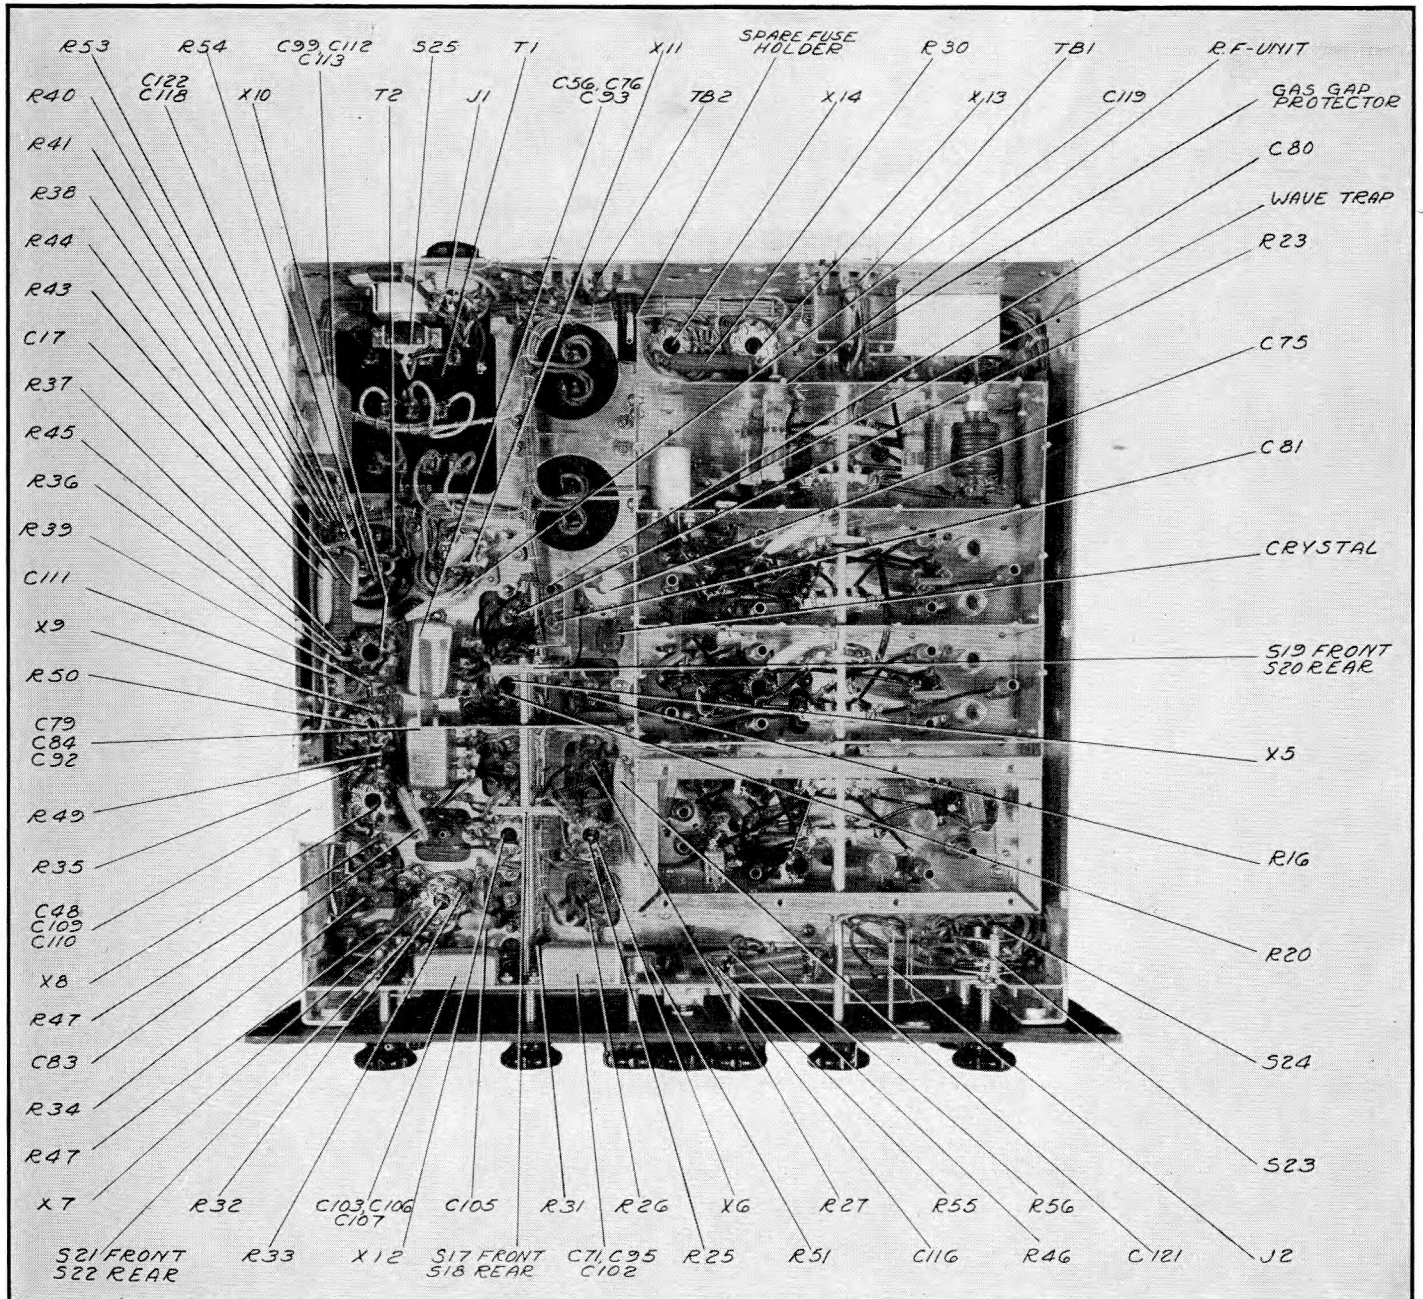 R53
R54
C99, C112
C113
S25
T1
X11
SPARE FUSE
HOLDER
R30
TB1
R.F-UNIT
R40
C122
C118
X10
T2
J1
C56, C76
C93
TB2
X14
X13
C119
GAS GAP
PROTECTOR
R41
C80
R38
WAVE TRAP
R44
R23
R43
C17
C75
R37
R45
C81
R36
R39
CRYSTAL
C111
X9
S19 FRONT
S20 REAR
R50
C79
C84
C92
X5
R49
R35
R16
C48
C109
C110
R20
X8
R47
C83
S24
R34
R47
S23
X7
R32
C103, C106
C107
C105
R31
R26
X6
R27
R55
R56
S21 FRONT
S22 REAR
R33
X12
S17 FRONT
S18 REAR
C71, C95
C102
R25
R51
C116
R46
C121
J2